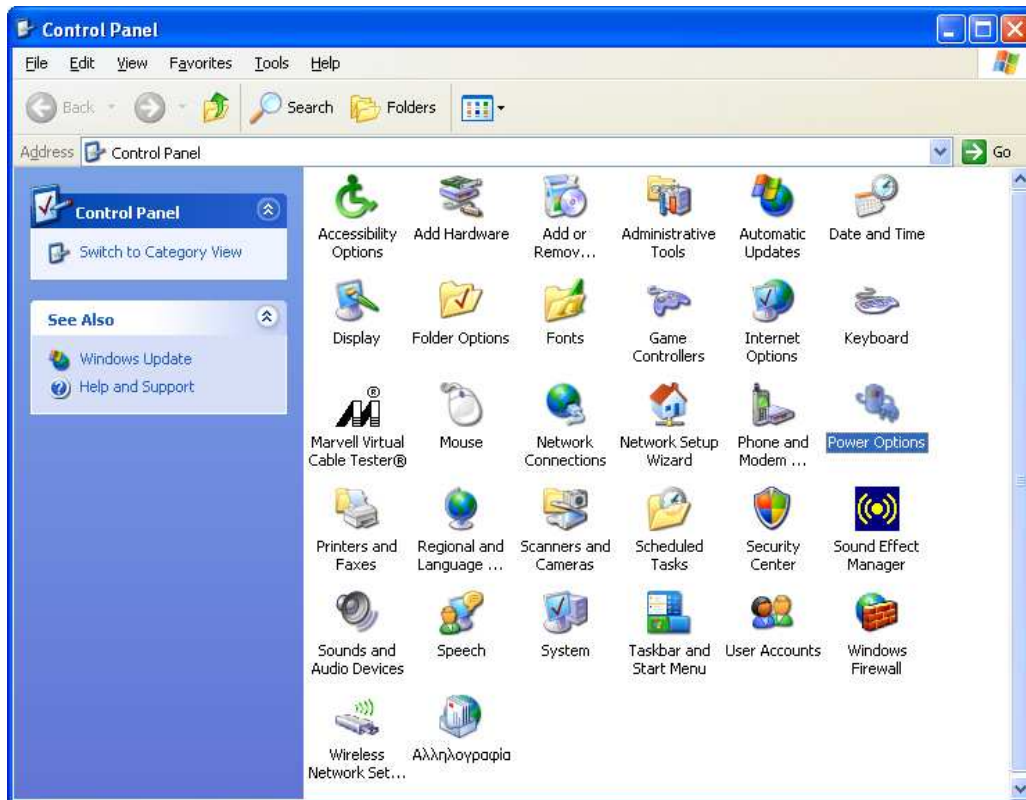 Control Panel
File Edit View Favorites Tools Help
Back Search Folders
Address Control Panel Go
Control Panel
Switch to Category View
See Also
Windows Update
Help and Support
Accessibility Options
Add Hardware
Add or Remov...
Administrative Tools
Automatic Updates
Date and Time
Display
Folder Options
Fonts
Game Controllers
Internet Options
Keyboard
®
Marvell Virtual Cable Tester®
Mouse
Network Connections
Network Setup Wizard
Phone and Modem ...
Power Options
Printers and Faxes
Regional and Language ...
Scanners and Cameras
Scheduled Tasks
Security Center
Sound Effect Manager
Sounds and Audio Devices
Speech
System
Taskbar and Start Menu
User Accounts
Windows Firewall
Wireless Network Set...
Αλληλογραφία